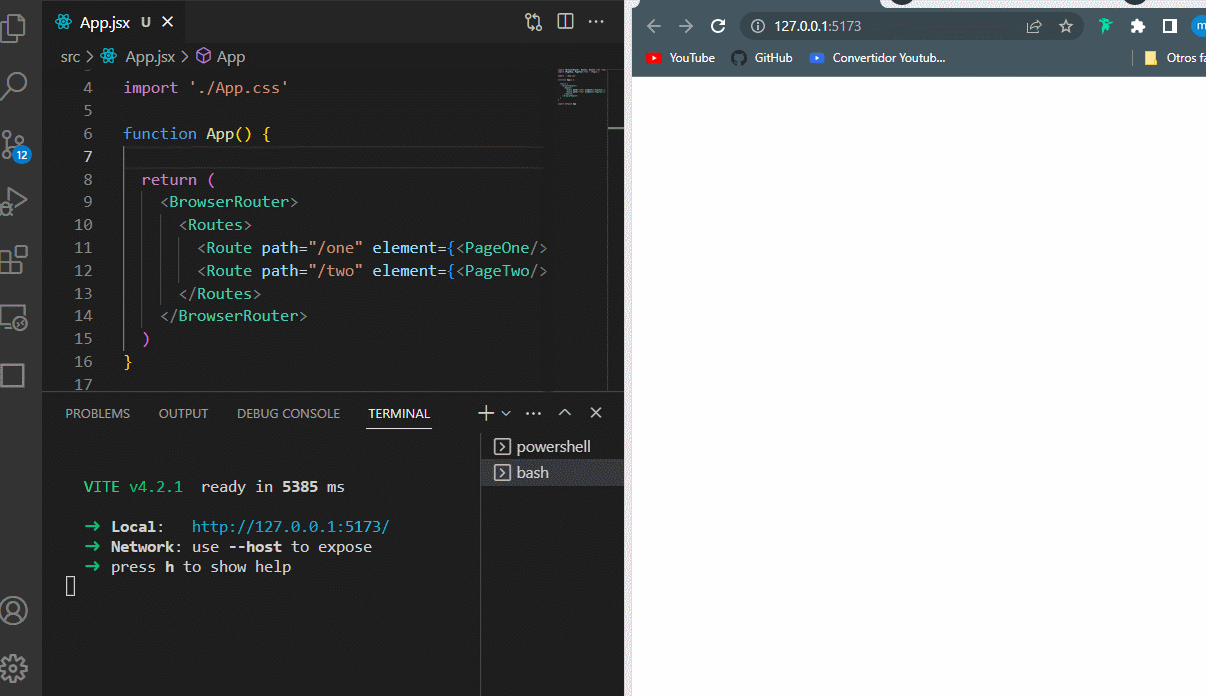 App.jsx U
src > App.jsx > App
4 import './App.css'
5
6 function App() {
7
8 return (
9 <BrowserRouter>
10 <Routes>
11 <Route path="/one" element={<PageOne/>
12 <Route path="/two" element={<PageTwo/>
13 </Routes>
14 </BrowserRouter>
15 )
16 }
17
12
PROBLEMS OUTPUT DEBUG CONSOLE TERMINAL
powershell
bash
VITE v4.2.1 ready in 5385 ms
➜ Local: http://127.0.0.1:5173/
➜ Network: use --host to expose
➜ press h to show help
127.0.0.1:5173
YouTube GitHub Convertidor Youtub... Otros fa